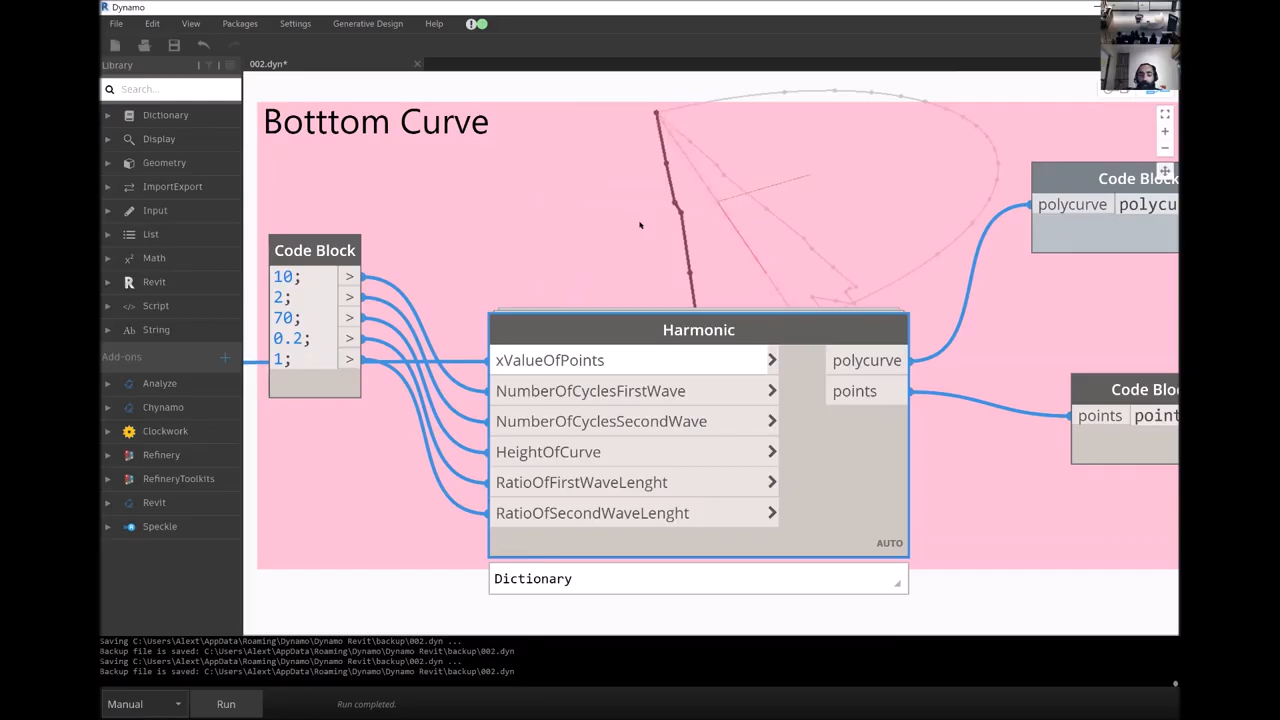 Dynamo
File Edit View Packages Settings Generative Design Help
Library
002.dyn*
Search...
Dictionary
Display
Geometry
ImportExport
Input
List
Math
Revit
Script
String
Add-ons
Analyze
Chynamo
Clockwork
Refinery
RefineryToolkits
Revit
Speckle
Botttom Curve
Code Block
10; >
2; >
70; >
0.2; >
1; >
Harmonic
xValueOfPoints
NumberOfCyclesFirstWave
NumberOfCyclesSecondWave
HeightOfCurve
RatioOfFirstWaveLenght
RatioOfSecondWaveLenght
polycurve
points
AUTO
Dictionary
Code Block
polycurve polycu
Code Bloc
points point
Saving C:\Users\Alext\AppData\Roaming\Dynamo\Dynamo Revit\backup\002.dyn ...
Backup file is saved: C:\Users\Alext\AppData\Roaming\Dynamo\Dynamo Revit\backup\002.dyn
Saving C:\Users\Alext\AppData\Roaming\Dynamo\Dynamo Revit\backup\002.dyn ...
Backup file is saved: C:\Users\Alext\AppData\Roaming\Dynamo\Dynamo Revit\backup\002.dyn
Manual Run Run completed.